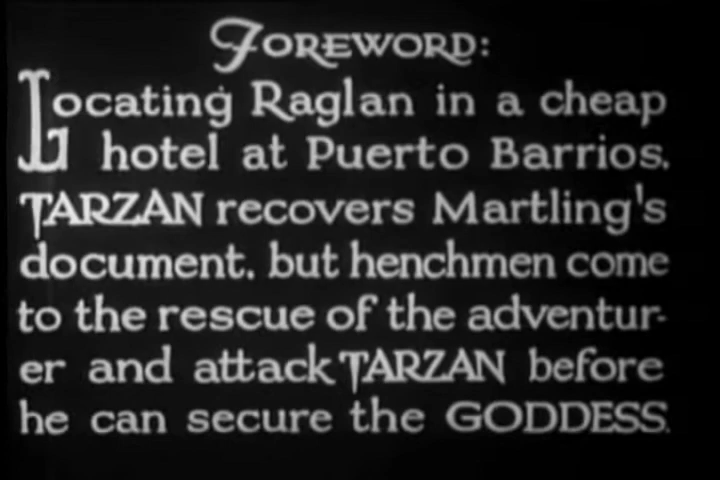 FOREWORD:
Locating Raglan in a cheap
hotel at Puerto Barrios.
TARZAN recovers Martling's
document. but henchmen come
to the rescue of the adventur-
er and attack TARZAN before
he can secure the GODDESS.